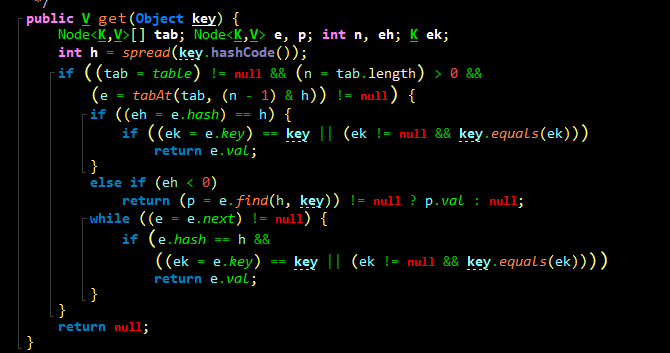 */
public V get(Object key) {
    Node<K,V>[] tab; Node<K,V> e, p; int n, eh; K ek;
    int h = spread(key.hashCode());
    if ((tab = table) != null && (n = tab.length) > 0 &&
        (e = tabAt(tab, (n - 1) & h)) != null) {
        if ((eh = e.hash) == h) {
            if ((ek = e.key) == key || (ek != null && key.equals(ek)))
                return e.val;
        }
        else if (eh < 0)
            return (p = e.find(h, key)) != null ? p.val : null;
        while ((e = e.next) != null) {
            if (e.hash == h &&
                ((ek = e.key) == key || (ek != null && key.equals(ek))))
                return e.val;
        }
    }
    return null;
}